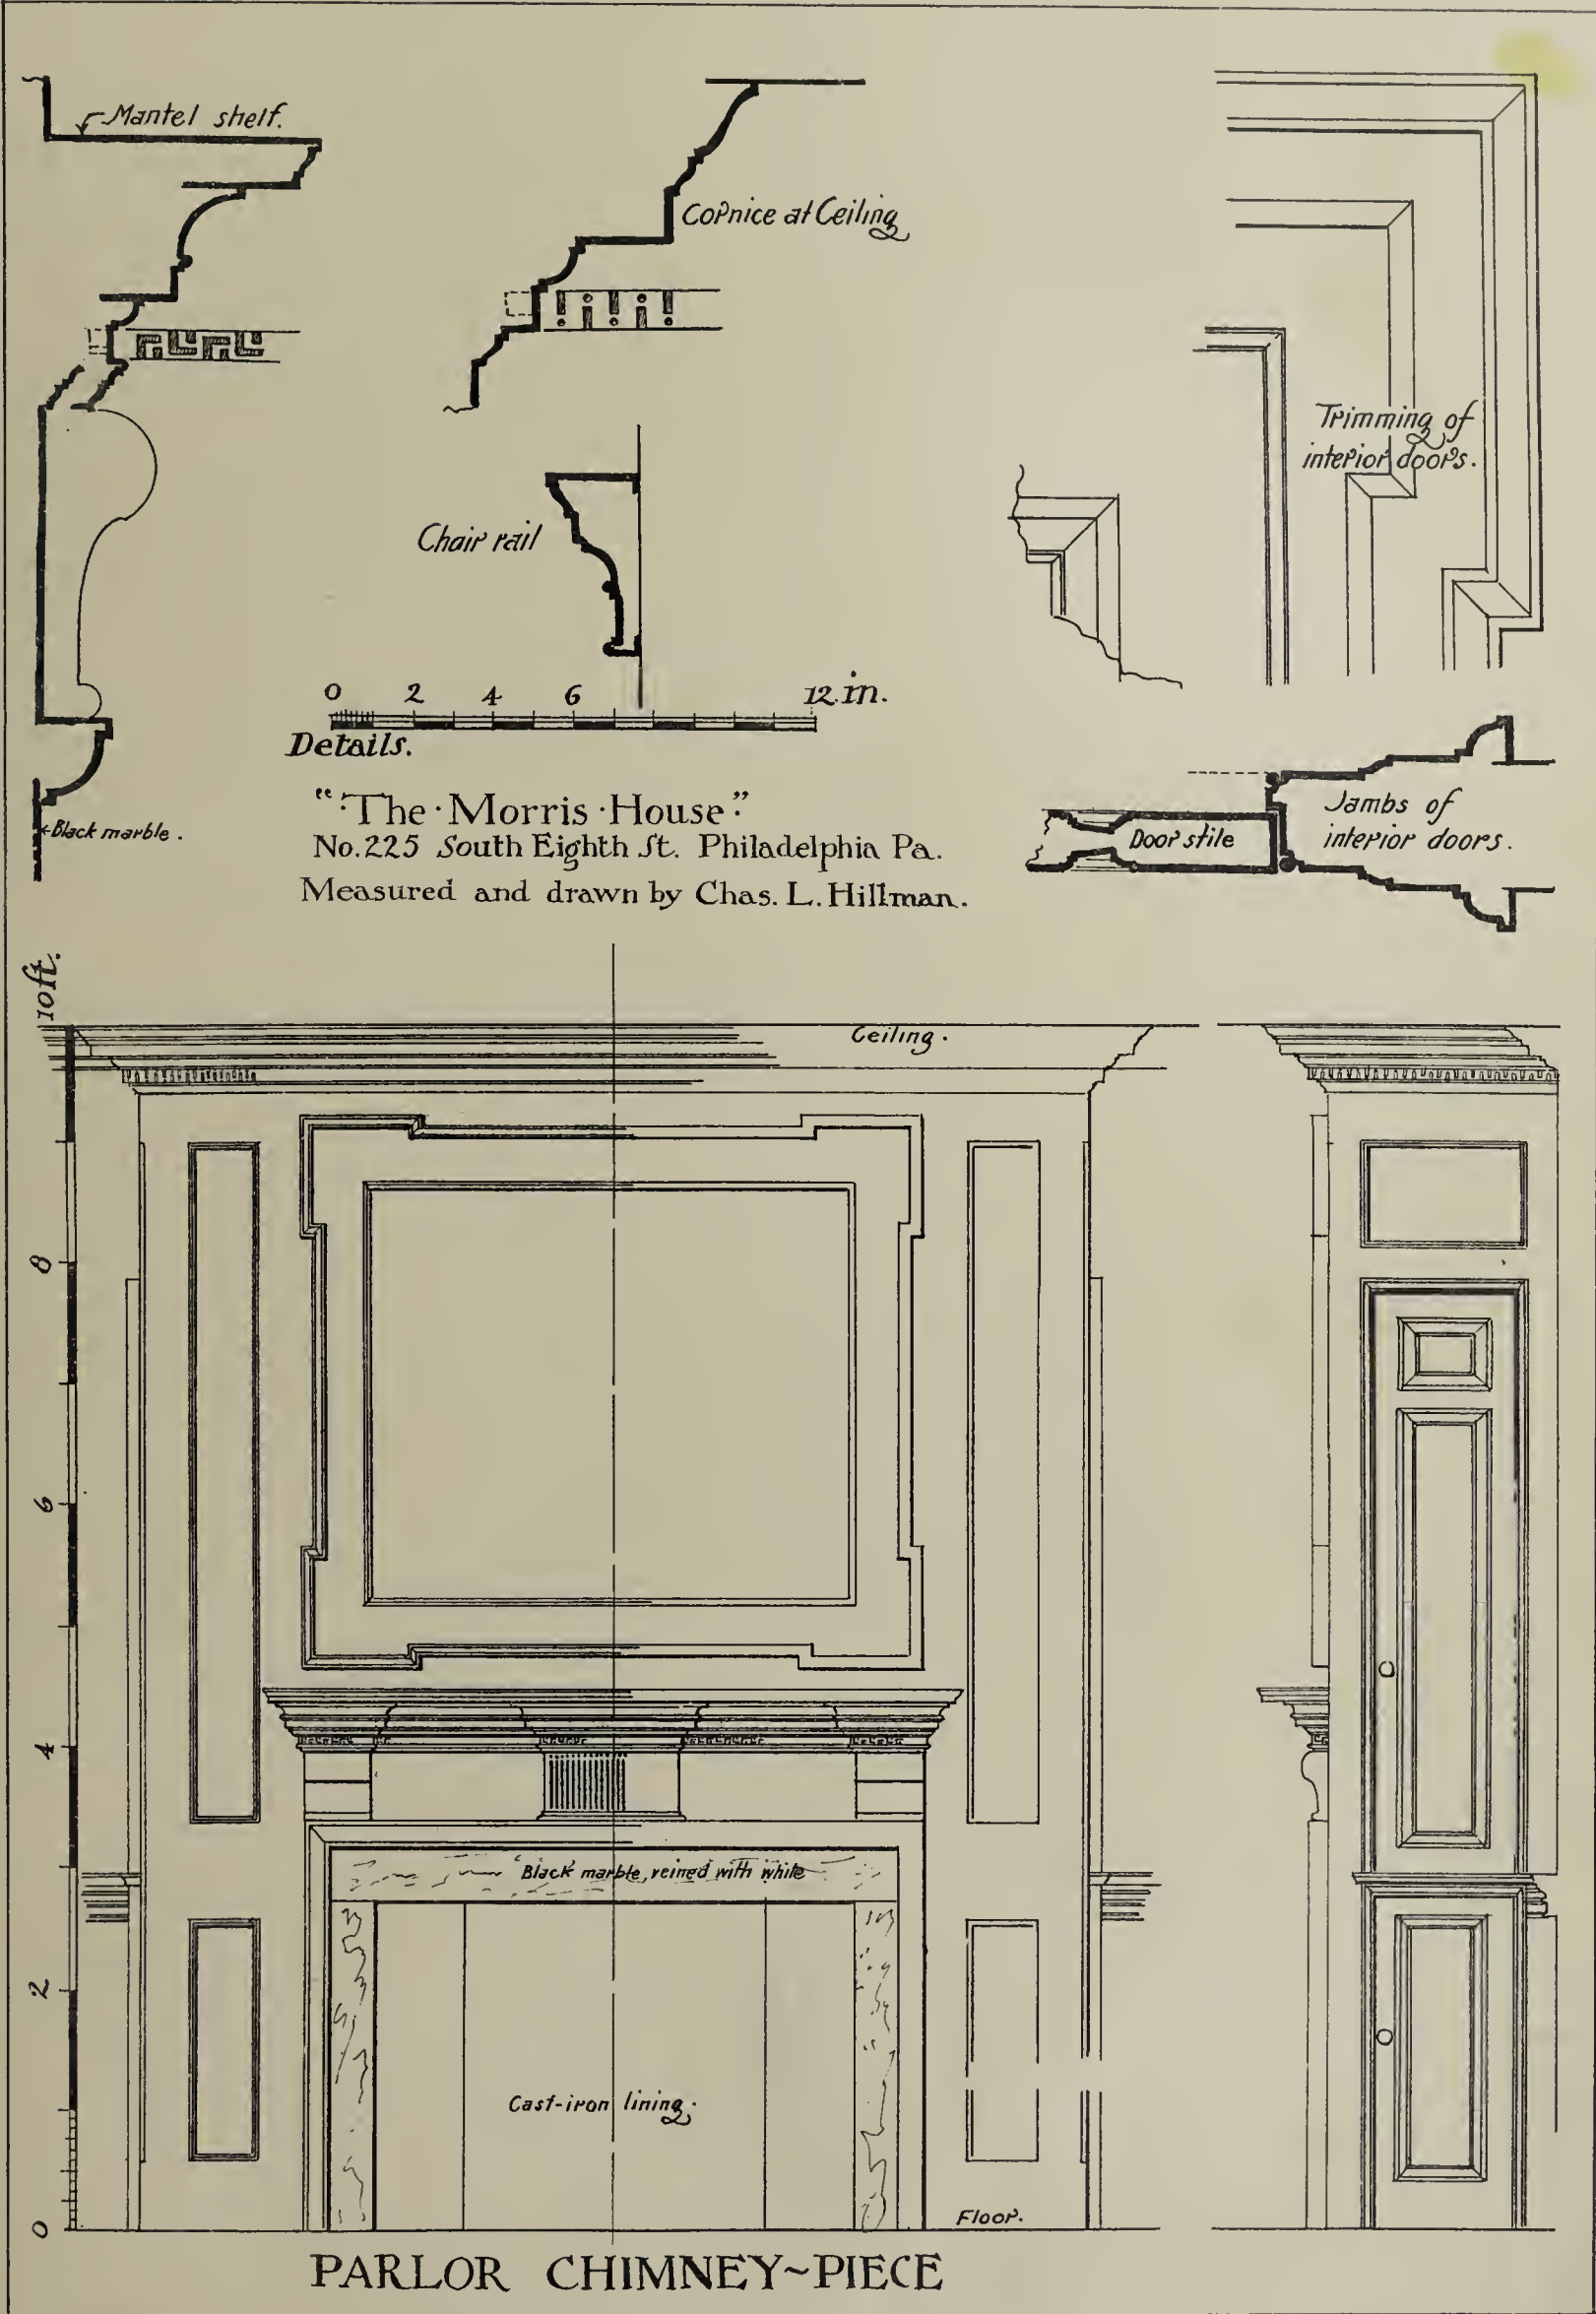 Mantel shelf.
Cornice at Ceiling
Trimming of
interior doors.
Chair rail
0 2 4 6 12 in.
Details.
"The · Morris · House"
No. 225 South Eighth St. Philadelphia Pa.
Measured and drawn by Chas. L. Hillman.
Black marble.
Door stile
Jambs of
interior doors.
10 ft.
Ceiling.
8
6
4
Black marble, veined with white
2
Cast-iron lining.
Floor.
0
PARLOR CHIMNEY~PIECE